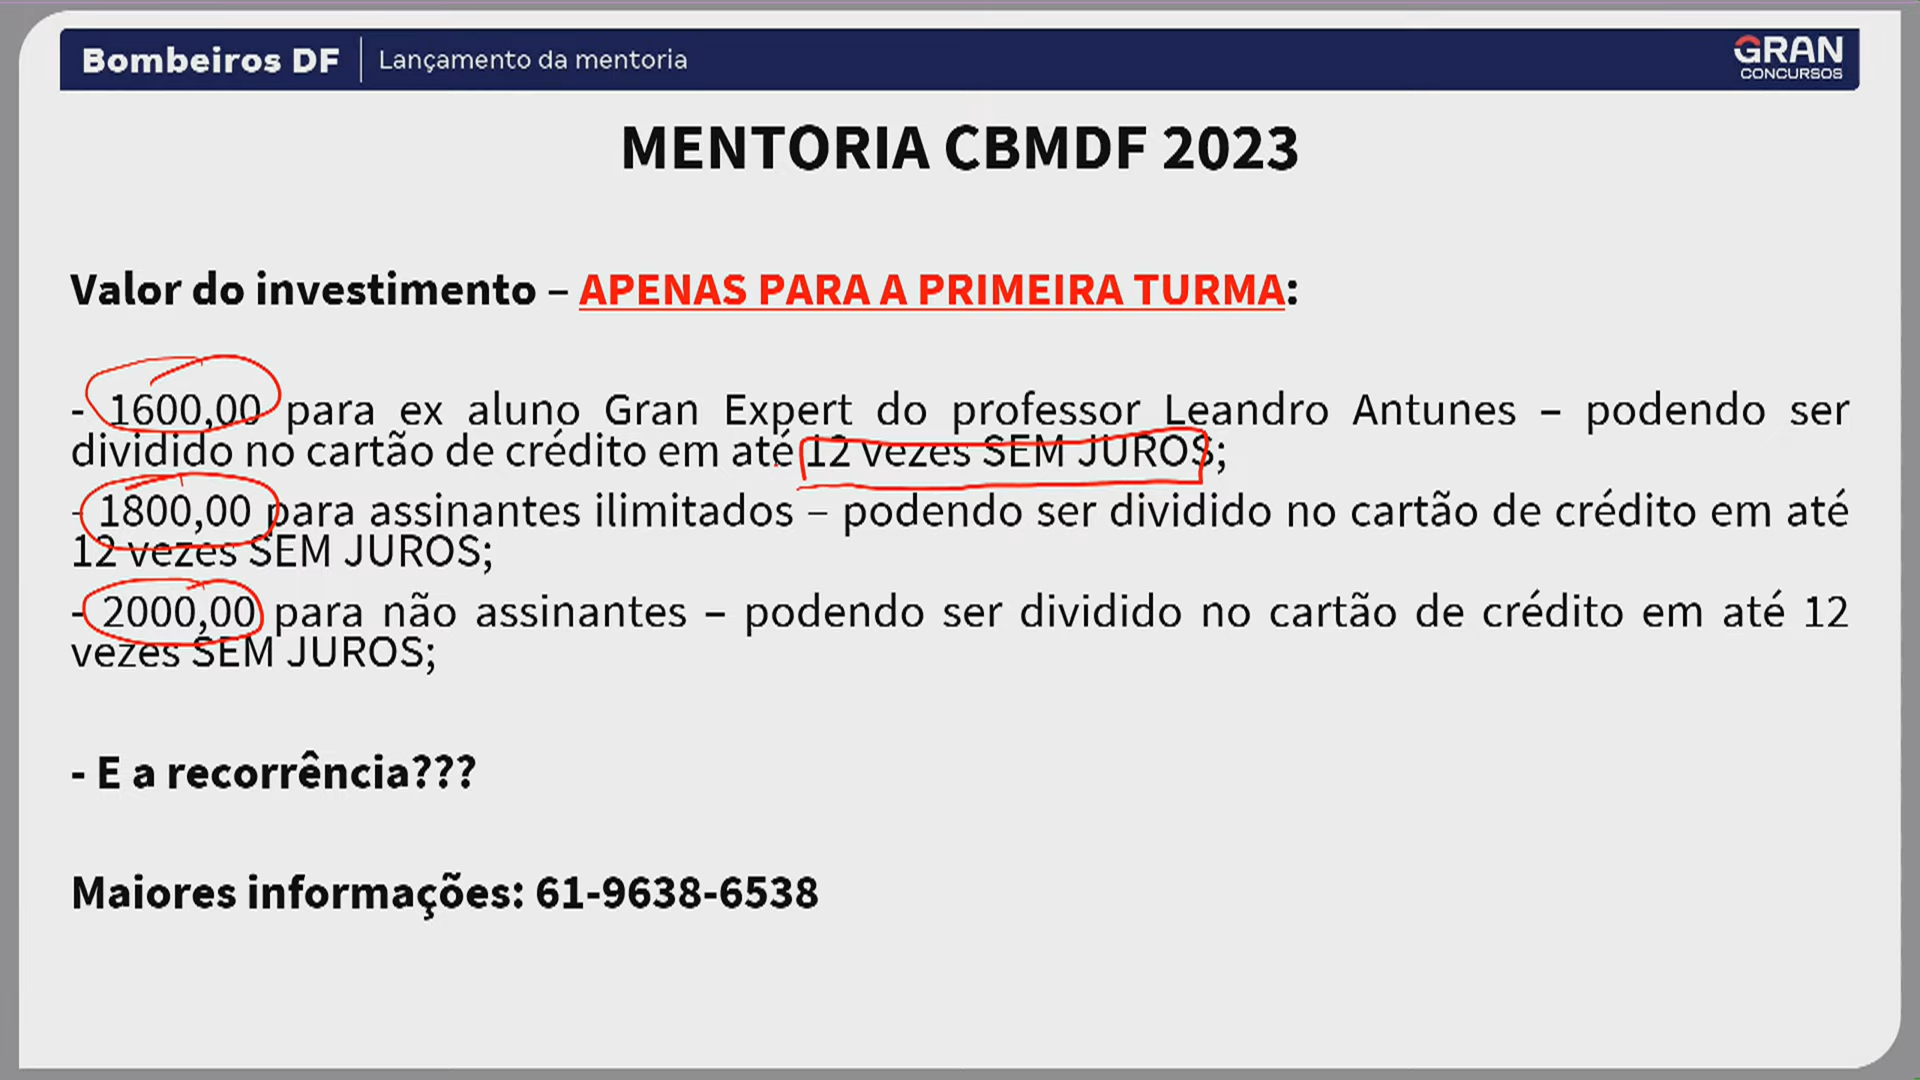 Bombeiros DF | Lançamento da mentoria
GRAN
CONCURSOS
MENTORIA CBMDF 2023
Valor do investimento – APENAS PARA A PRIMEIRA TURMA:
- 1600,00 para ex aluno Gran Expert do professor Leandro Antunes – podendo ser
dividido no cartão de crédito em até 12 vezes SEM JUROS;
- 1800,00 para assinantes ilimitados – podendo ser dividido no cartão de crédito em até
12 vezes SEM JUROS;
- 2000,00 para não assinantes – podendo ser dividido no cartão de crédito em até 12
vezes SEM JUROS;
- E a recorrência???
Maiores informações: 61-9638-6538